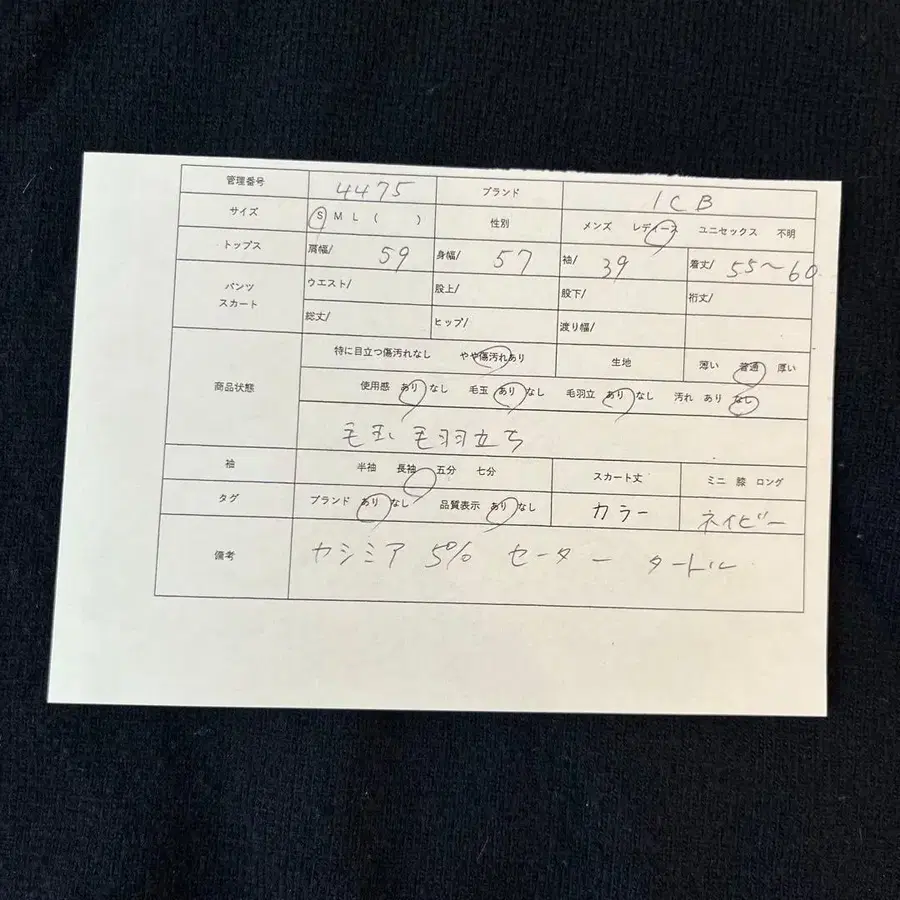 管理番号 4475 ブランド ICB
サイズ S M L ( ) 性別 メンズ レディース ユニセックス 不明
トップス 肩幅/ 59 身幅/ 57 袖/ 39 着丈/ 55〜60
パンツ スカート ウエスト/ 股上/ 股下/ 裄丈/
総丈/ ヒップ/ 渡り幅/
商品状態 特に目立つ傷汚れなし やや傷汚れあり 生地 薄い 普通 厚い
使用感 あり なし 毛玉 あり なし 毛羽立 あり なし 汚れ あり なし
毛玉 毛羽立ち
袖 半袖 長袖 五分 七分 スカート丈 ミニ 膝 ロング
タグ ブランド あり なし 品質表示 あり なし カラー ネイビー
備考 カシミア 5% セーター タートル